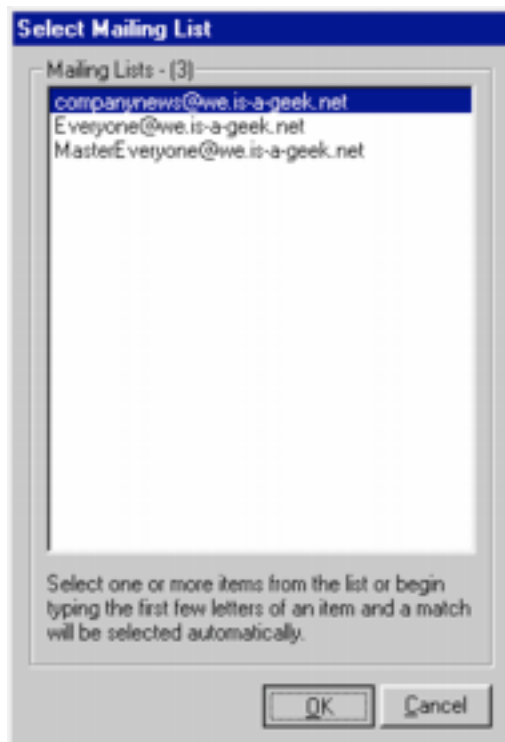 Select Mailing List
Mailing Lists - (3)
companynews@we.is-a-geek.net
Everyone@we.is-a-geek.net
MasterEveryone@we.is-a-geek.net
Select one or more items from the list or begin
typing the first few letters of an item and a match
will be selected automatically.
OK Cancel